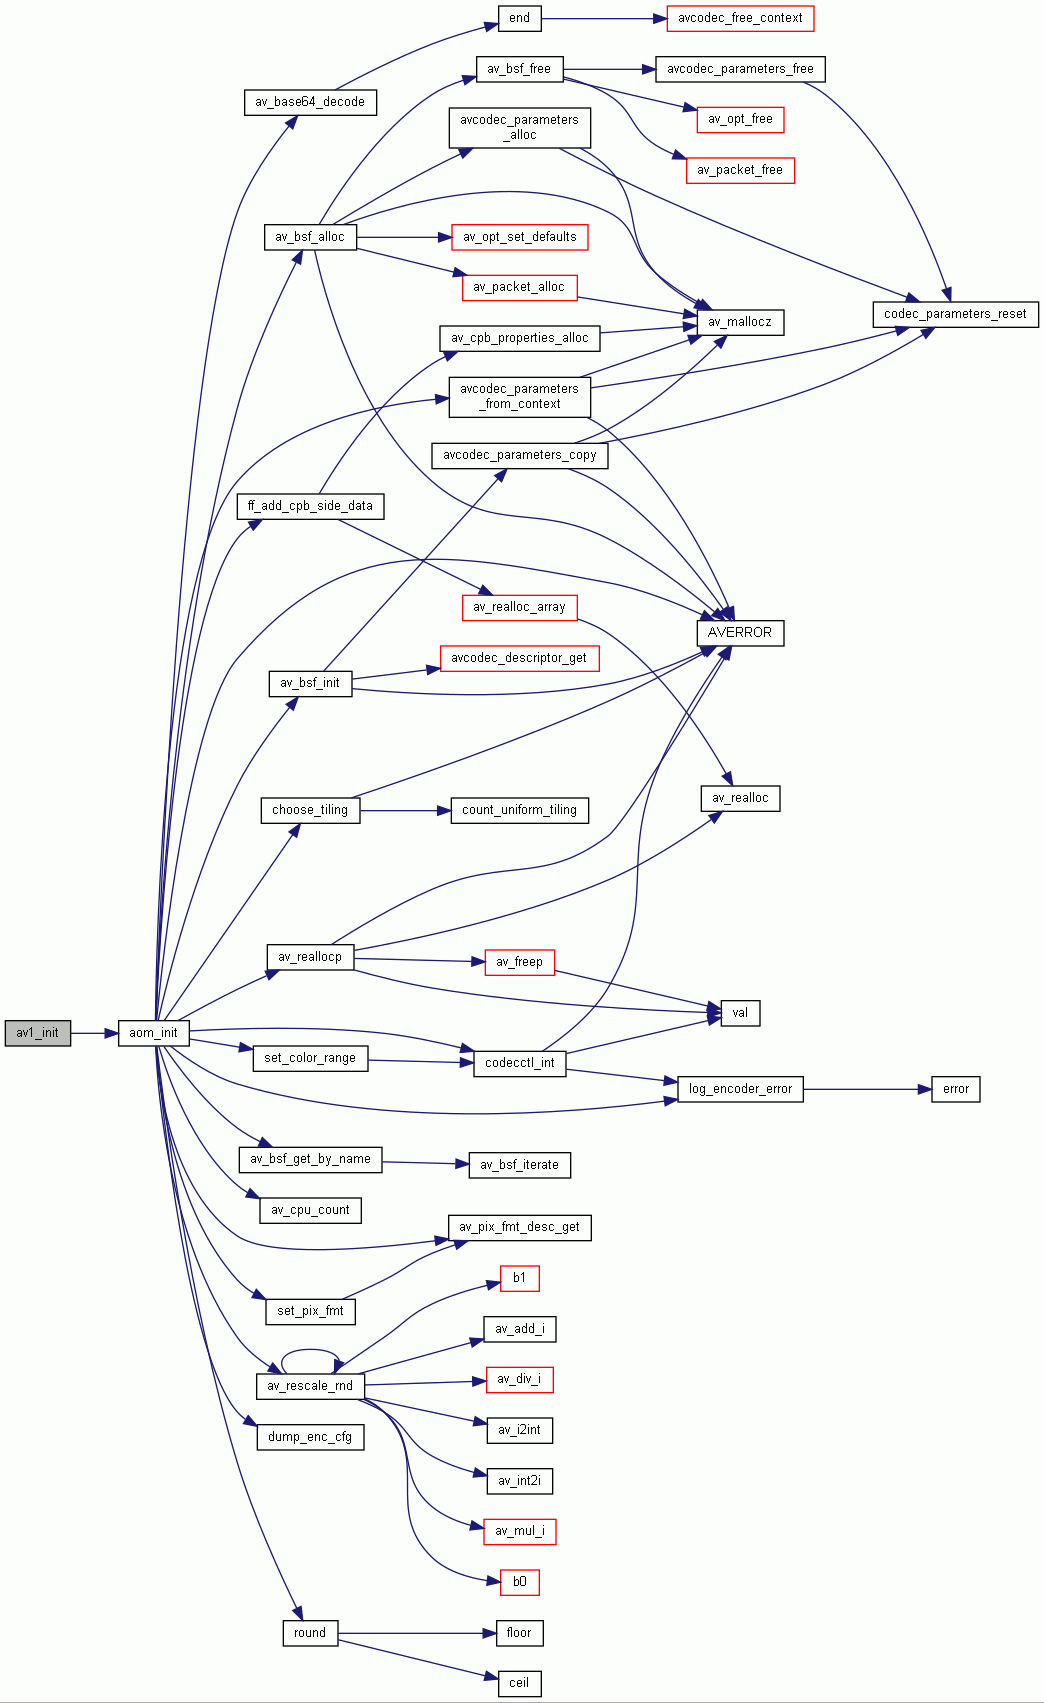 end
avcodec_free_context
av_bsf_free
avcodec_parameters_free
av_base64_decode
av_opt_free
avcodec_parameters
_alloc
av_packet_free
av_bsf_alloc
av_opt_set_defaults
av_packet_alloc
av_mallocz
codec_parameters_reset
av_cpb_properties_alloc
avcodec_parameters
_from_context
avcodec_parameters_copy
ff_add_cpb_side_data
av_realloc_array
AVERROR
avcodec_descriptor_get
av_bsf_init
av_realloc
choose_tiling
count_uniform_tiling
av_reallocp
av_freep
val
av1_init
aom_init
set_color_range
codecctl_int
log_encoder_error
error
av_bsf_get_by_name
av_bsf_iterate
av_cpu_count
av_pix_fmt_desc_get
b1
set_pix_fmt
av_add_i
av_rescale_rnd
av_div_i
av_i2int
dump_enc_cfg
av_int2i
av_mul_i
b0
round
floor
ceil